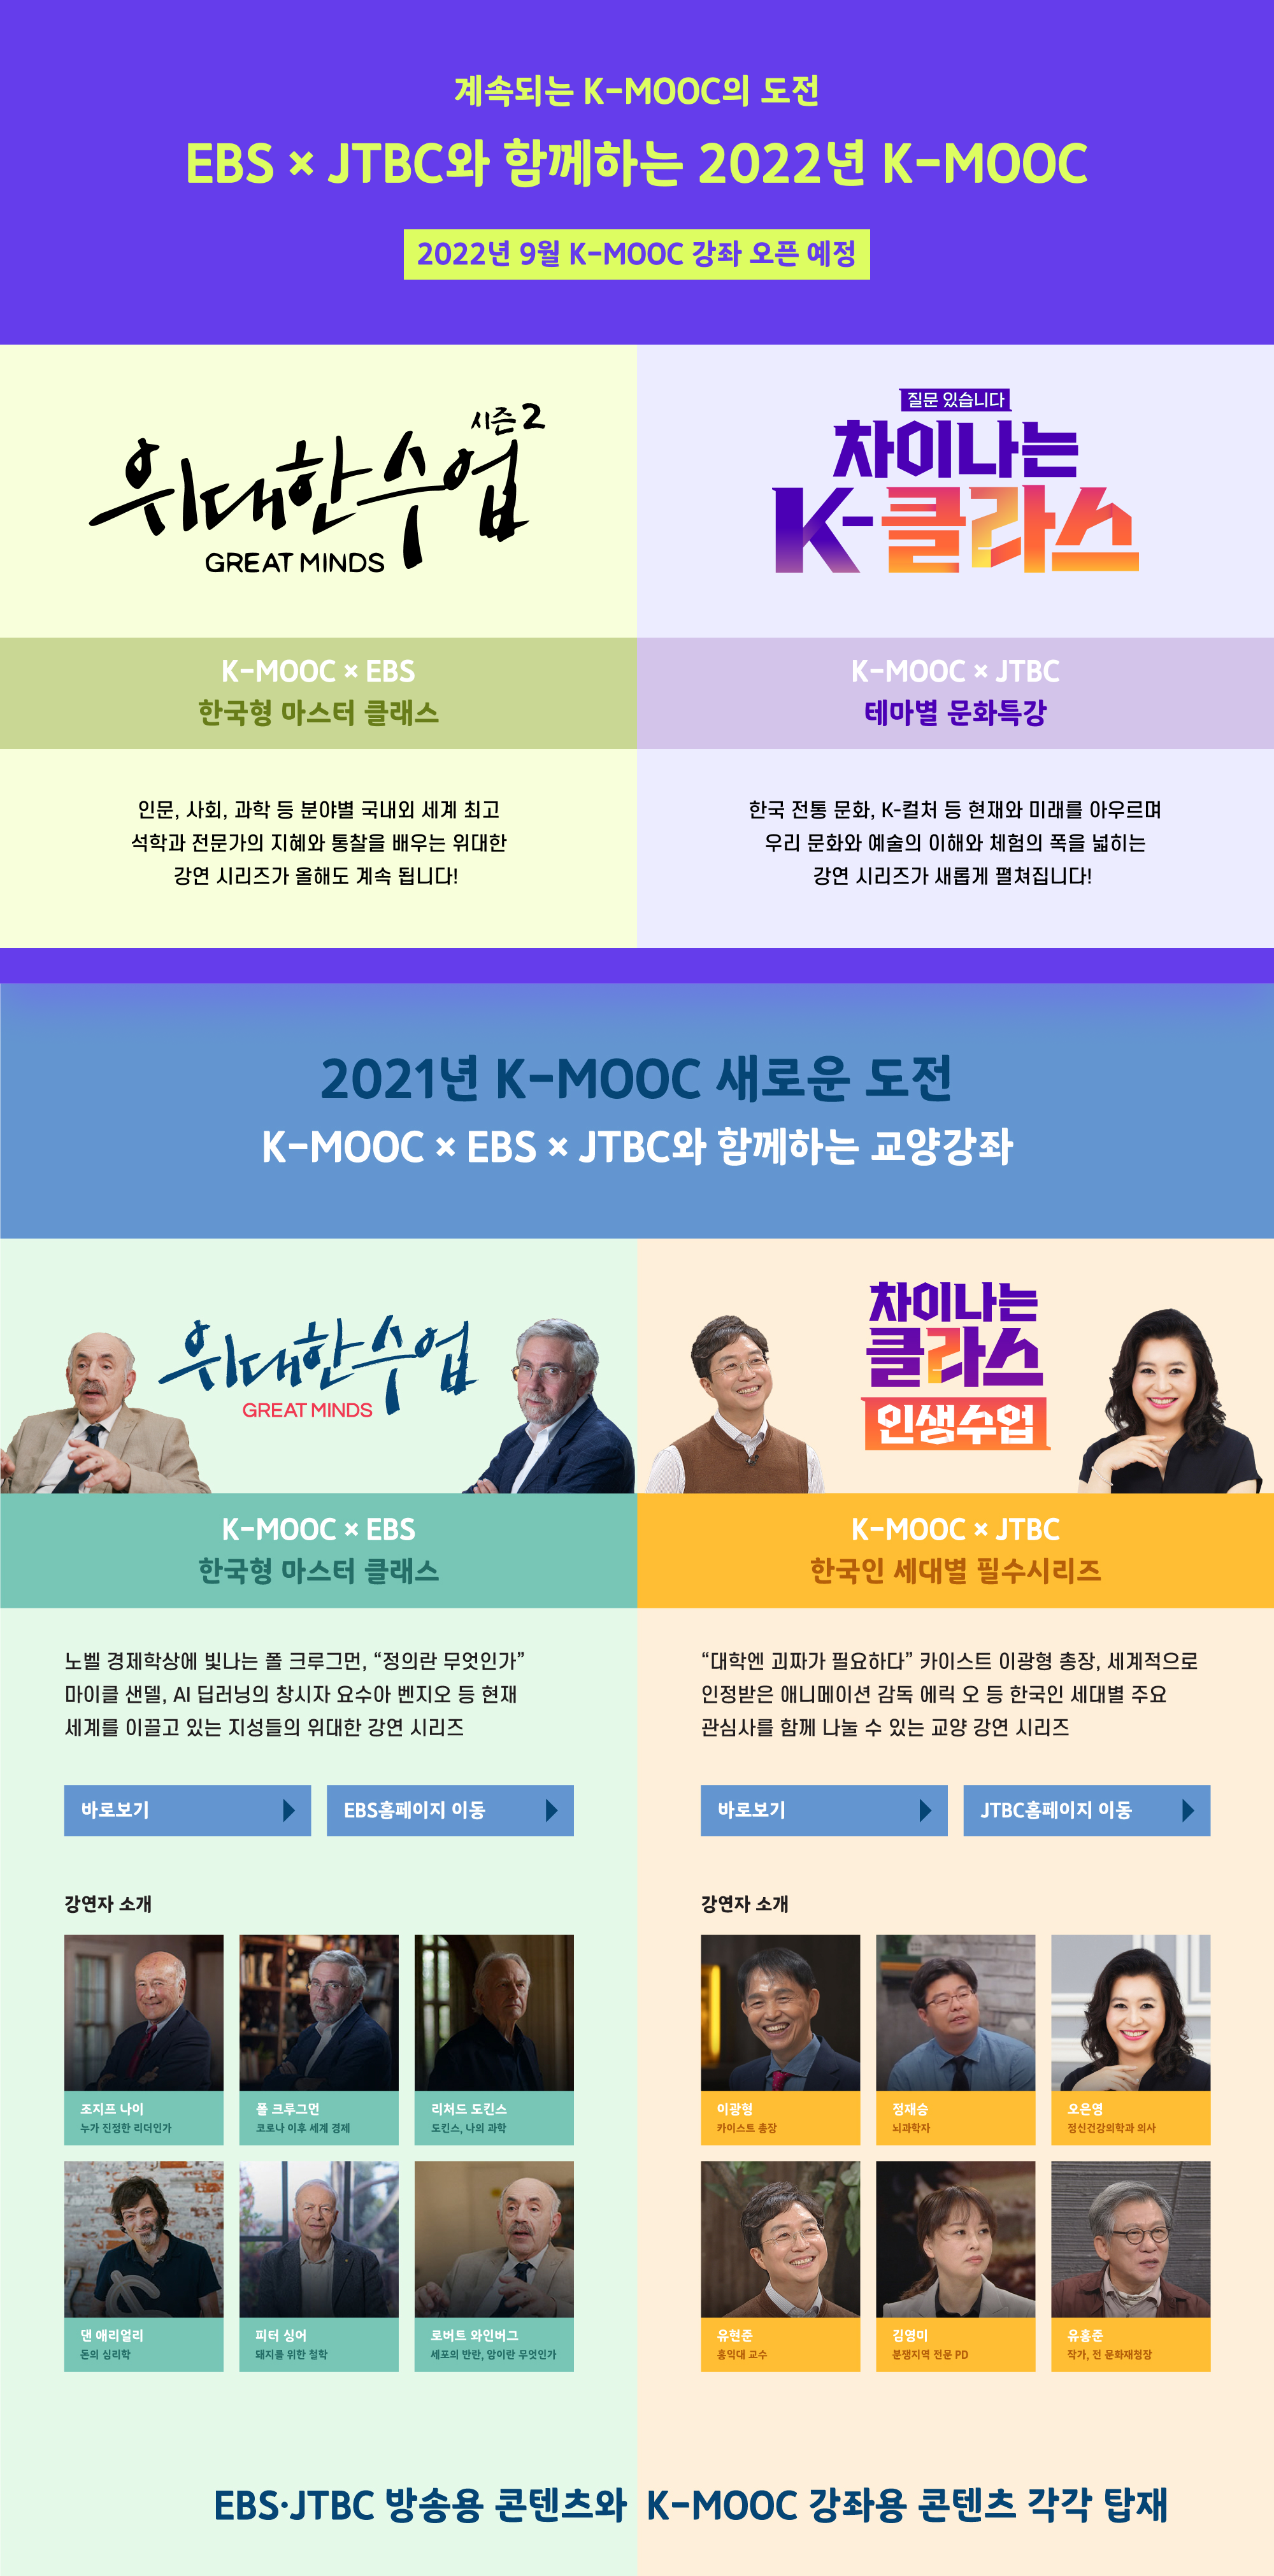 계속되는 K-MOOC의 도전
EBS × JTBC와 함께하는 2022년 K-MOOC
2022년 9월 K-MOOC 강좌 오픈 예정
시즌2
위대한수업
GREAT MINDS
K-MOOC × EBS
한국형 마스터 클래스
인문, 사회, 과학 등 분야별 국내외 세계 최고
석학과 전문가의 지혜와 통찰을 배우는 위대한
강연 시리즈가 올해도 계속 됩니다!
질문 있습니다
차이나는
K-클라스
K-MOOC × JTBC
테마별 문화특강
한국 전통 문화, K-컬처 등 현재와 미래를 아우르며
우리 문화와 예술의 이해와 체험의 폭을 넓히는
강연 시리즈가 새롭게 펼쳐집니다!
2021년 K-MOOC 새로운 도전
K-MOOC × EBS × JTBC와 함께하는 교양강좌
위대한수업
GREAT MINDS
K-MOOC × EBS
한국형 마스터 클래스
노벨 경제학상에 빛나는 폴 크루그먼, “정의란 무엇인가”
마이클 샌델, AI 딥러닝의 창시자 요수아 벤지오 등 현재
세계를 이끌고 있는 지성들의 위대한 강연 시리즈
바로보기
EBS홈페이지 이동
강연자 소개
조지프 나이
누가 진정한 리더인가
폴 크루그먼
코로나 이후 세계 경제
리처드 도킨스
도킨스, 나의 과학
댄 애리얼리
돈의 심리학
피터 싱어
돼지를 위한 철학
로버트 와인버그
세포의 반란, 암이란 무엇인가
차이나는
클라스
인생수업
K-MOOC × JTBC
한국인 세대별 필수시리즈
“대학엔 괴짜가 필요하다” 카이스트 이광형 총장, 세계적으로
인정받은 애니메이션 감독 에릭 오 등 한국인 세대별 주요
관심사를 함께 나눌 수 있는 교양 강연 시리즈
바로보기
JTBC홈페이지 이동
강연자 소개
이광형
카이스트 총장
정재승
뇌과학자
오은영
정신건강의학과 의사
유현준
홍익대 교수
김영미
분쟁지역 전문 PD
유홍준
작가, 전 문화재청장
EBS·JTBC 방송용 콘텐츠와 K-MOOC 강좌용 콘텐츠 각각 탑재